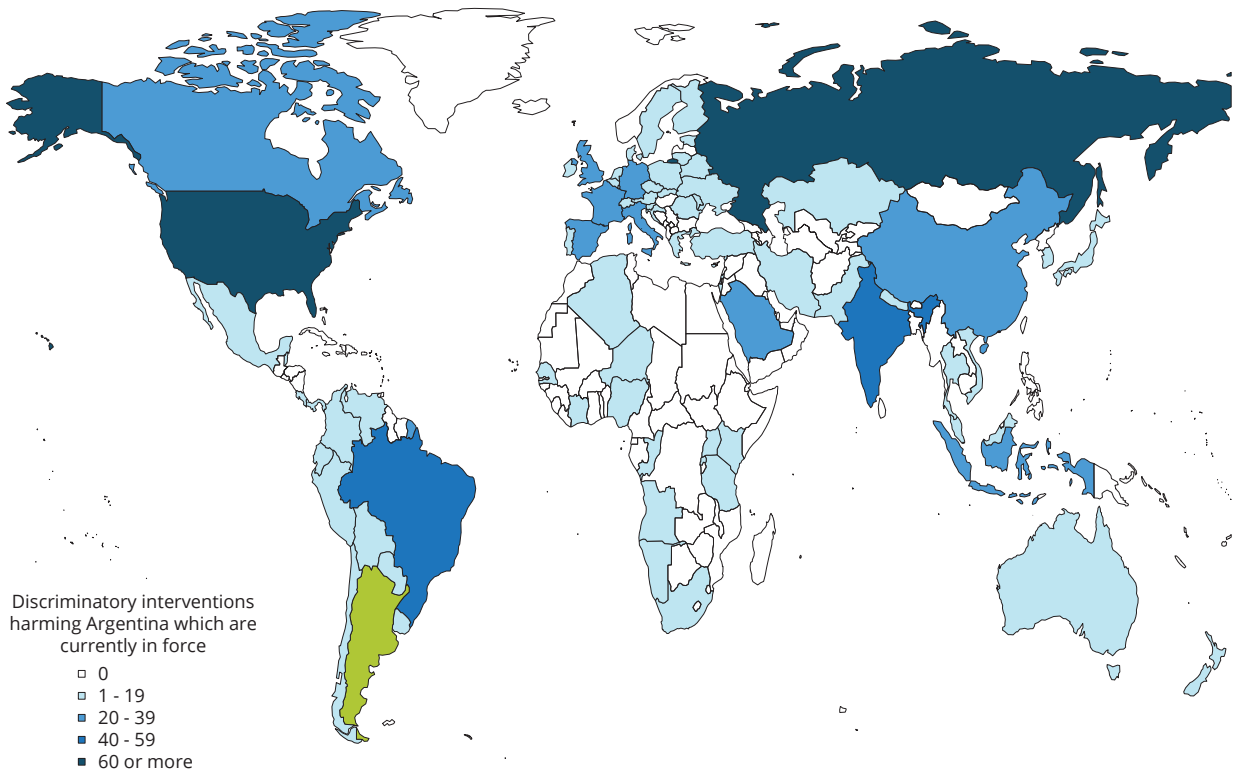 Discriminatory interventions
harming Argentina which are
currently in force
0
1 - 19
20 - 39
40 - 59
60 or more